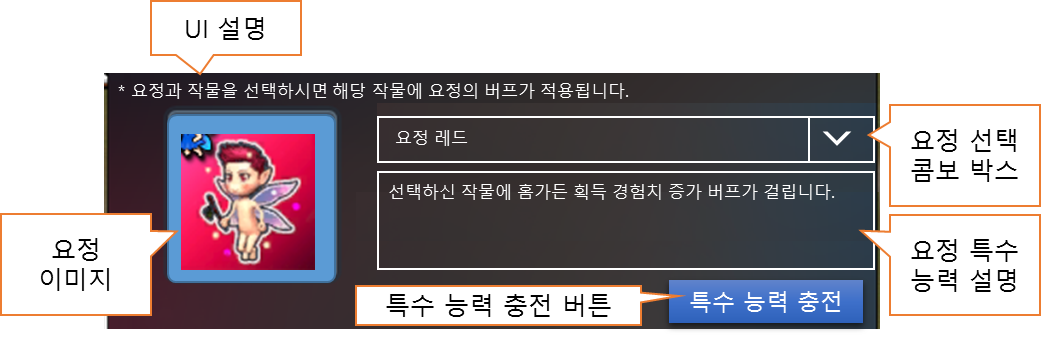 UI 설명
* 요정과 작물을 선택하시면 해당 작물에 요정의 버프가 적용됩니다.
요정 레드
요정 선택
콤보 박스
선택하신 작물에 홈가든 획득 경험치 증가 버프가 걸립니다.
요정
이미지
요정 특수
능력 설명
특수 능력 충전 버튼
특수 능력 충전